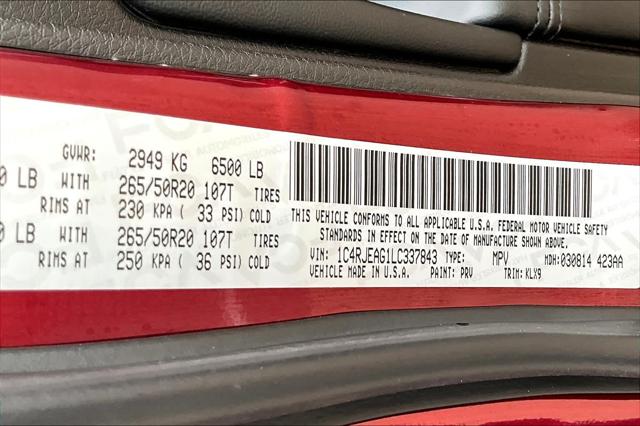 GVWR: 2949 KG 6500 LB
0 LB WITH 265/50R20 107T TIRES
RIMS AT 230 KPA ( 33 PSI) COLD
0 LB WITH 265/50R20 107T TIRES
RIMS AT 250 KPA ( 36 PSI) COLD
THIS VEHICLE CONFORMS TO ALL APPLICABLE U.S.A. FEDERAL MOTOR VEHICLE SAFETY
STANDARDS IN EFFECT ON THE DATE OF MANUFACTURE SHOWN ABOVE.
VIN: 1C4RJEAG1LC337843 TYPE: MPV MDH: 030814 423AA
VEHICLE MADE IN U.S.A. PAINT: PRV TRIM: KLX9